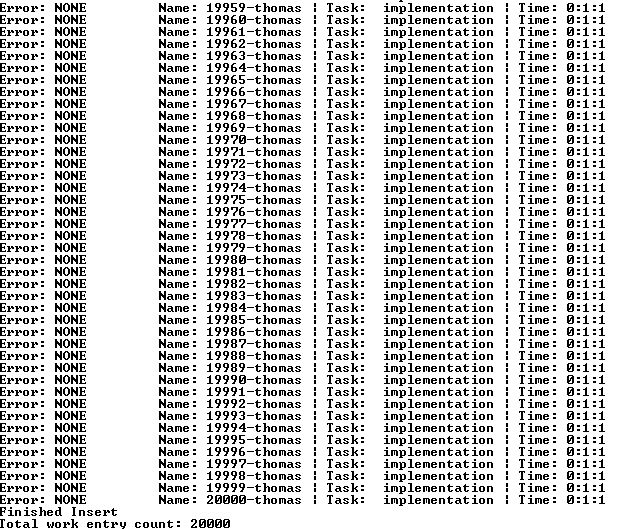 Error: NONE Name: 19959-thomas ¦ Task: implementation ¦ Time: 0:1:1
Error: NONE Name: 19960-thomas ¦ Task: implementation ¦ Time: 0:1:1
Error: NONE Name: 19961-thomas ¦ Task: implementation ¦ Time: 0:1:1
Error: NONE Name: 19962-thomas ¦ Task: implementation ¦ Time: 0:1:1
Error: NONE Name: 19963-thomas ¦ Task: implementation ¦ Time: 0:1:1
Error: NONE Name: 19964-thomas ¦ Task: implementation ¦ Time: 0:1:1
Error: NONE Name: 19965-thomas ¦ Task: implementation ¦ Time: 0:1:1
Error: NONE Name: 19966-thomas ¦ Task: implementation ¦ Time: 0:1:1
Error: NONE Name: 19967-thomas ¦ Task: implementation ¦ Time: 0:1:1
Error: NONE Name: 19968-thomas ¦ Task: implementation ¦ Time: 0:1:1
Error: NONE Name: 19969-thomas ¦ Task: implementation ¦ Time: 0:1:1
Error: NONE Name: 19970-thomas ¦ Task: implementation ¦ Time: 0:1:1
Error: NONE Name: 19971-thomas ¦ Task: implementation ¦ Time: 0:1:1
Error: NONE Name: 19972-thomas ¦ Task: implementation ¦ Time: 0:1:1
Error: NONE Name: 19973-thomas ¦ Task: implementation ¦ Time: 0:1:1
Error: NONE Name: 19974-thomas ¦ Task: implementation ¦ Time: 0:1:1
Error: NONE Name: 19975-thomas ¦ Task: implementation ¦ Time: 0:1:1
Error: NONE Name: 19976-thomas ¦ Task: implementation ¦ Time: 0:1:1
Error: NONE Name: 19977-thomas ¦ Task: implementation ¦ Time: 0:1:1
Error: NONE Name: 19978-thomas ¦ Task: implementation ¦ Time: 0:1:1
Error: NONE Name: 19979-thomas ¦ Task: implementation ¦ Time: 0:1:1
Error: NONE Name: 19980-thomas ¦ Task: implementation ¦ Time: 0:1:1
Error: NONE Name: 19981-thomas ¦ Task: implementation ¦ Time: 0:1:1
Error: NONE Name: 19982-thomas ¦ Task: implementation ¦ Time: 0:1:1
Error: NONE Name: 19983-thomas ¦ Task: implementation ¦ Time: 0:1:1
Error: NONE Name: 19984-thomas ¦ Task: implementation ¦ Time: 0:1:1
Error: NONE Name: 19985-thomas ¦ Task: implementation ¦ Time: 0:1:1
Error: NONE Name: 19986-thomas ¦ Task: implementation ¦ Time: 0:1:1
Error: NONE Name: 19987-thomas ¦ Task: implementation ¦ Time: 0:1:1
Error: NONE Name: 19988-thomas ¦ Task: implementation ¦ Time: 0:1:1
Error: NONE Name: 19989-thomas ¦ Task: implementation ¦ Time: 0:1:1
Error: NONE Name: 19990-thomas ¦ Task: implementation ¦ Time: 0:1:1
Error: NONE Name: 19991-thomas ¦ Task: implementation ¦ Time: 0:1:1
Error: NONE Name: 19992-thomas ¦ Task: implementation ¦ Time: 0:1:1
Error: NONE Name: 19993-thomas ¦ Task: implementation ¦ Time: 0:1:1
Error: NONE Name: 19994-thomas ¦ Task: implementation ¦ Time: 0:1:1
Error: NONE Name: 19995-thomas ¦ Task: implementation ¦ Time: 0:1:1
Error: NONE Name: 19996-thomas ¦ Task: implementation ¦ Time: 0:1:1
Error: NONE Name: 19997-thomas ¦ Task: implementation ¦ Time: 0:1:1
Error: NONE Name: 19998-thomas ¦ Task: implementation ¦ Time: 0:1:1
Error: NONE Name: 19999-thomas ¦ Task: implementation ¦ Time: 0:1:1
Error: NONE Name: 20000-thomas ¦ Task: implementation ¦ Time: 0:1:1
Finished Insert
Total work entry count: 20000